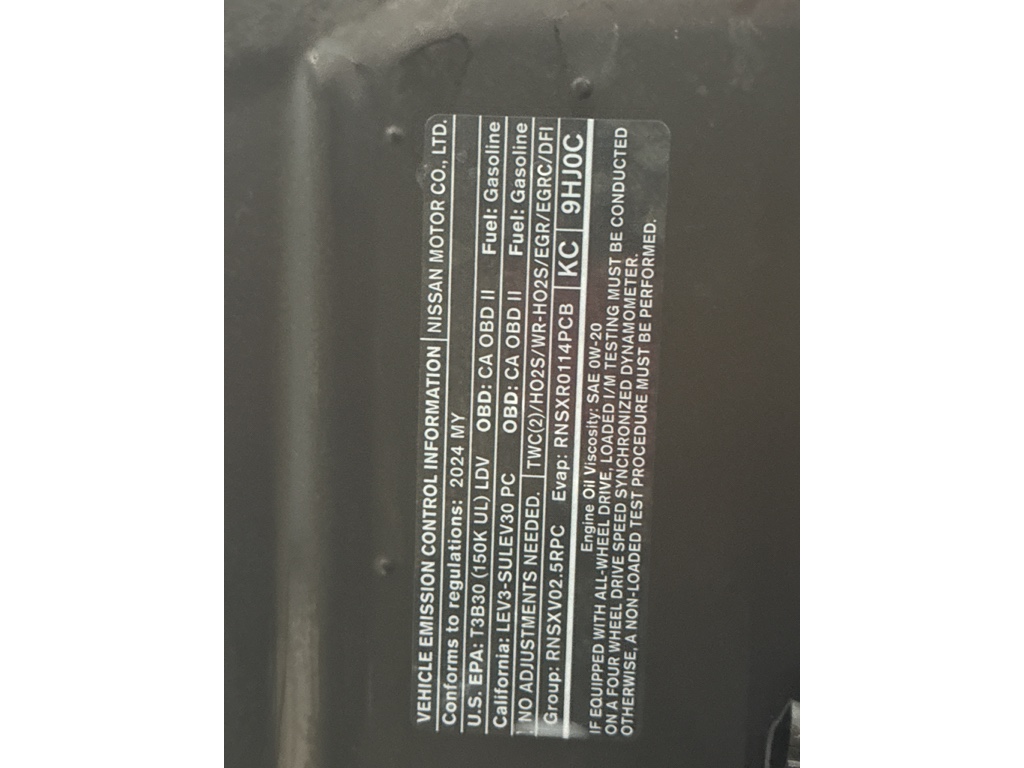 VEHICLE EMISSION CONTROL INFORMATION NISSAN MOTOR CO., LTD.
Conforms to regulations: 2024 MY
U.S. EPA: T3B30 (150K UL) LDV OBD: CA OBD II Fuel: Gasoline
California: LEV3-SULEV30 PC OBD: CA OBD II Fuel: Gasoline
NO ADJUSTMENTS NEEDED. TWC(2)/HO2S/WR-HO2S/EGR/EGRC/DFI
Group: RNSXV02.5RPC Evap: RNSXR0114PCB KC 9HJ0C
Engine Oil Viscosity: SAE 0W-20
IF EQUIPPED WITH ALL-WHEEL DRIVE, LOADED I/M TESTING MUST BE CONDUCTED
ON A FOUR WHEEL DRIVE SPEED SYNCHRONIZED DYNAMOMETER.
OTHERWISE, A NON-LOADED TEST PROCEDURE MUST BE PERFORMED.